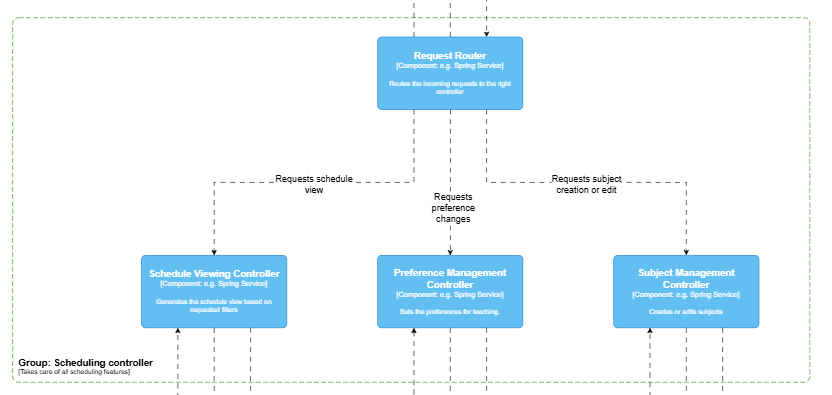 Request Router
[Component: e.g. Spring Service]
Routes the incoming requests to the right
controller
Requests schedule
view
Requests
preference
changes
Requests subject
creation or edit
Schedule Viewing Controller
[Component: e.g. Spring Service]
Generates the schedule view based on
requested filters
Preference Management
Controller
[Component: e.g. Spring Service]
Sets the preferences for teaching.
Subject Management
Controller
[Component: e.g. Spring Service]
Creates or edits subjects
Group: Scheduling controller
[Takes care of all scheduling features]